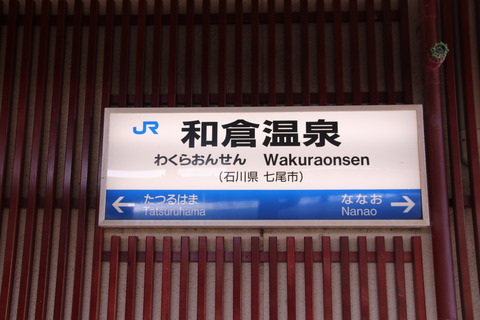 JR 和倉温泉
わくらおんせん Wakuraonsen
(石川県 七尾市)
← たつるはま ななお →
Tatsuruhama Nanao